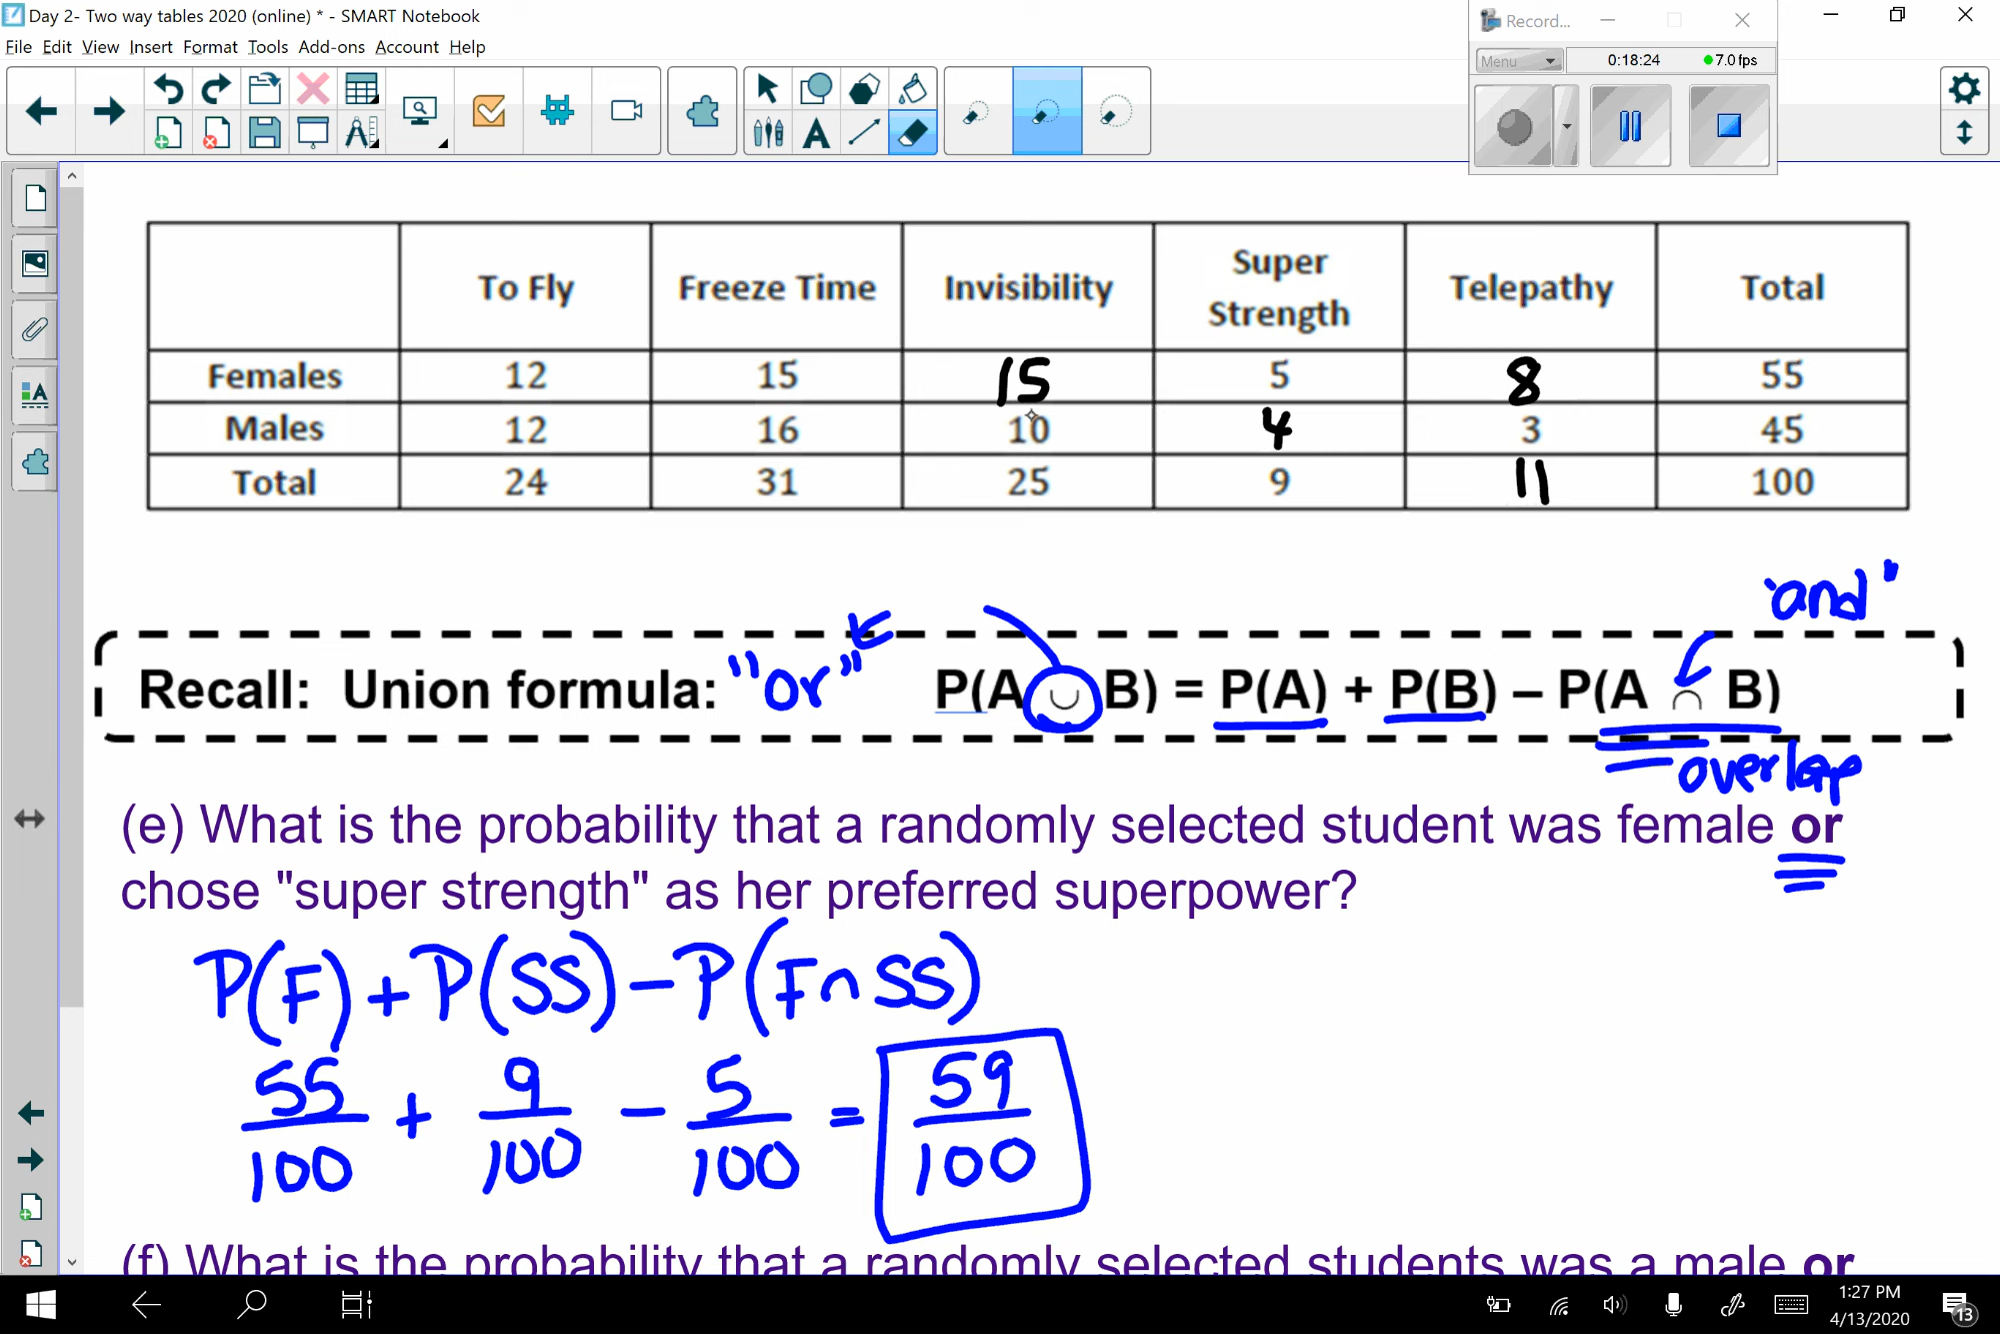 Day 2- Two way tables 2020 (online) * - SMART Notebook
File Edit View Insert Format Tools Add-ons Account Help
Record...
Menu 0:18:24 7.0 fps
To Fly Freeze Time Invisibility Super Strength Telepathy Total
Females 12 15 15 5 8 55
Males 12 16 10 4 3 45
Total 24 31 25 9 11 100
"and"
Recall: Union formula: "or" P(A ∪ B) = P(A) + P(B) – P(A ∩ B)
overlap
(e) What is the probability that a randomly selected student was female or
chose "super strength" as her preferred superpower?
P(F) + P(SS) - P(F∩SS)
55/100 + 9/100 - 5/100 = 59/100
(f) What is the probability that a randomly selected students was a male or
1:27 PM
4/13/2020
13